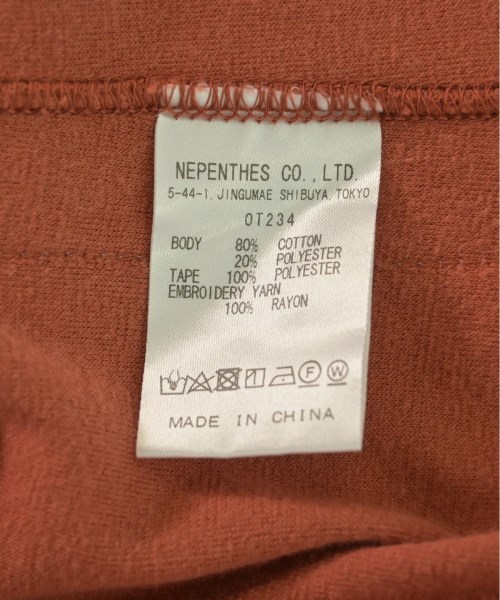 NEPENTHES CO.,LTD.
5-44-1, JINGUMAE SHIBUYA, TOKYO
OT234
BODY 80% COTTON
20% POLYESTER
TAPE 100% POLYESTER
EMBROIDERY YARN
100% RAYON
F W
MADE IN CHINA